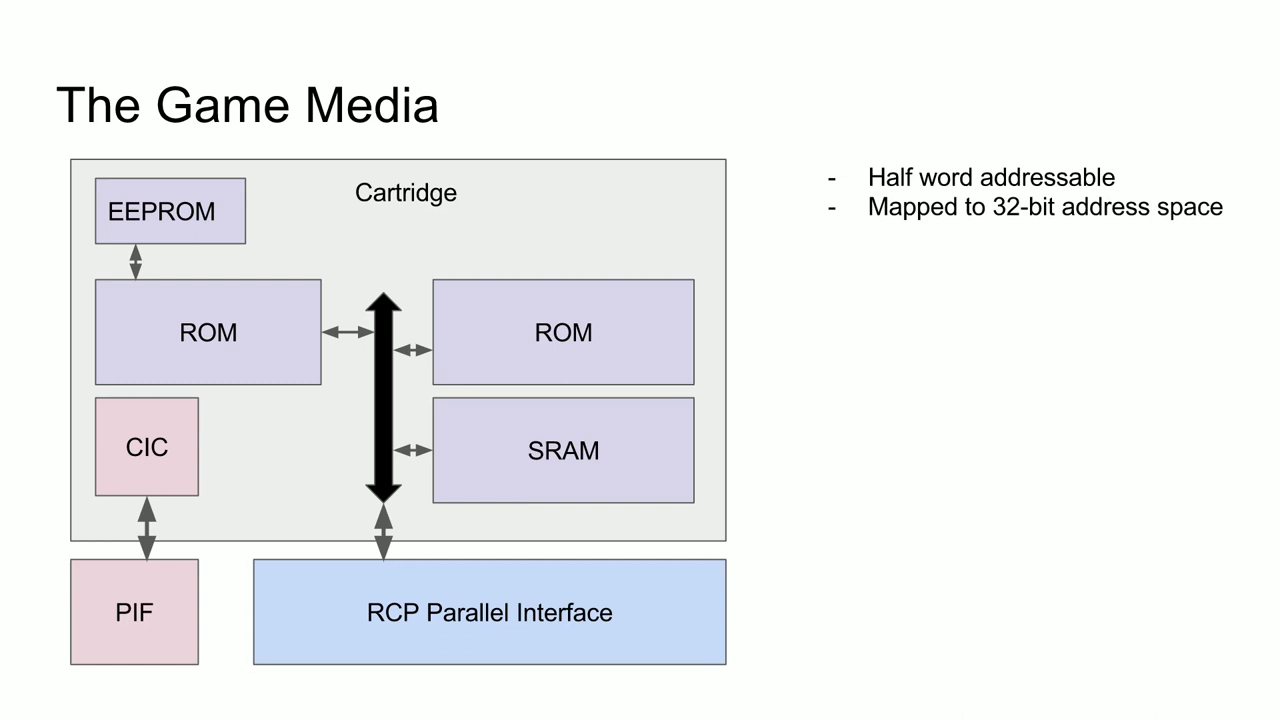 The Game Media
Cartridge
EEPROM
ROM
ROM
CIC
SRAM
PIF
RCP Parallel Interface
- Half word addressable
- Mapped to 32-bit address space